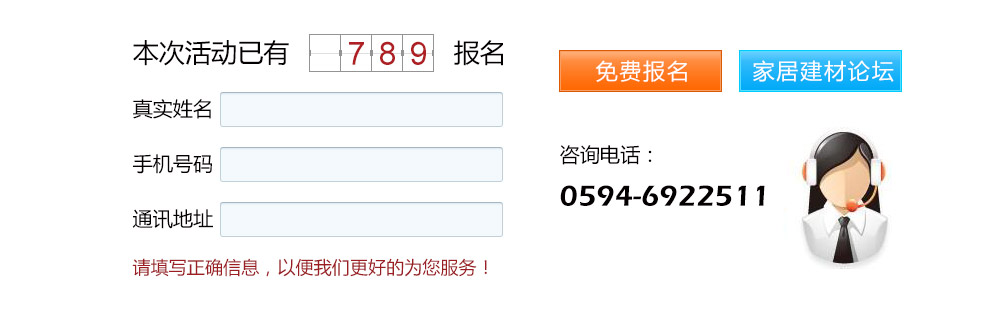 本次活动已有 789 报名
真实姓名
手机号码
通讯地址
请填写正确信息，以便我们更好的为您服务！
免费报名 家居建材论坛
咨询电话：
0594-6922511